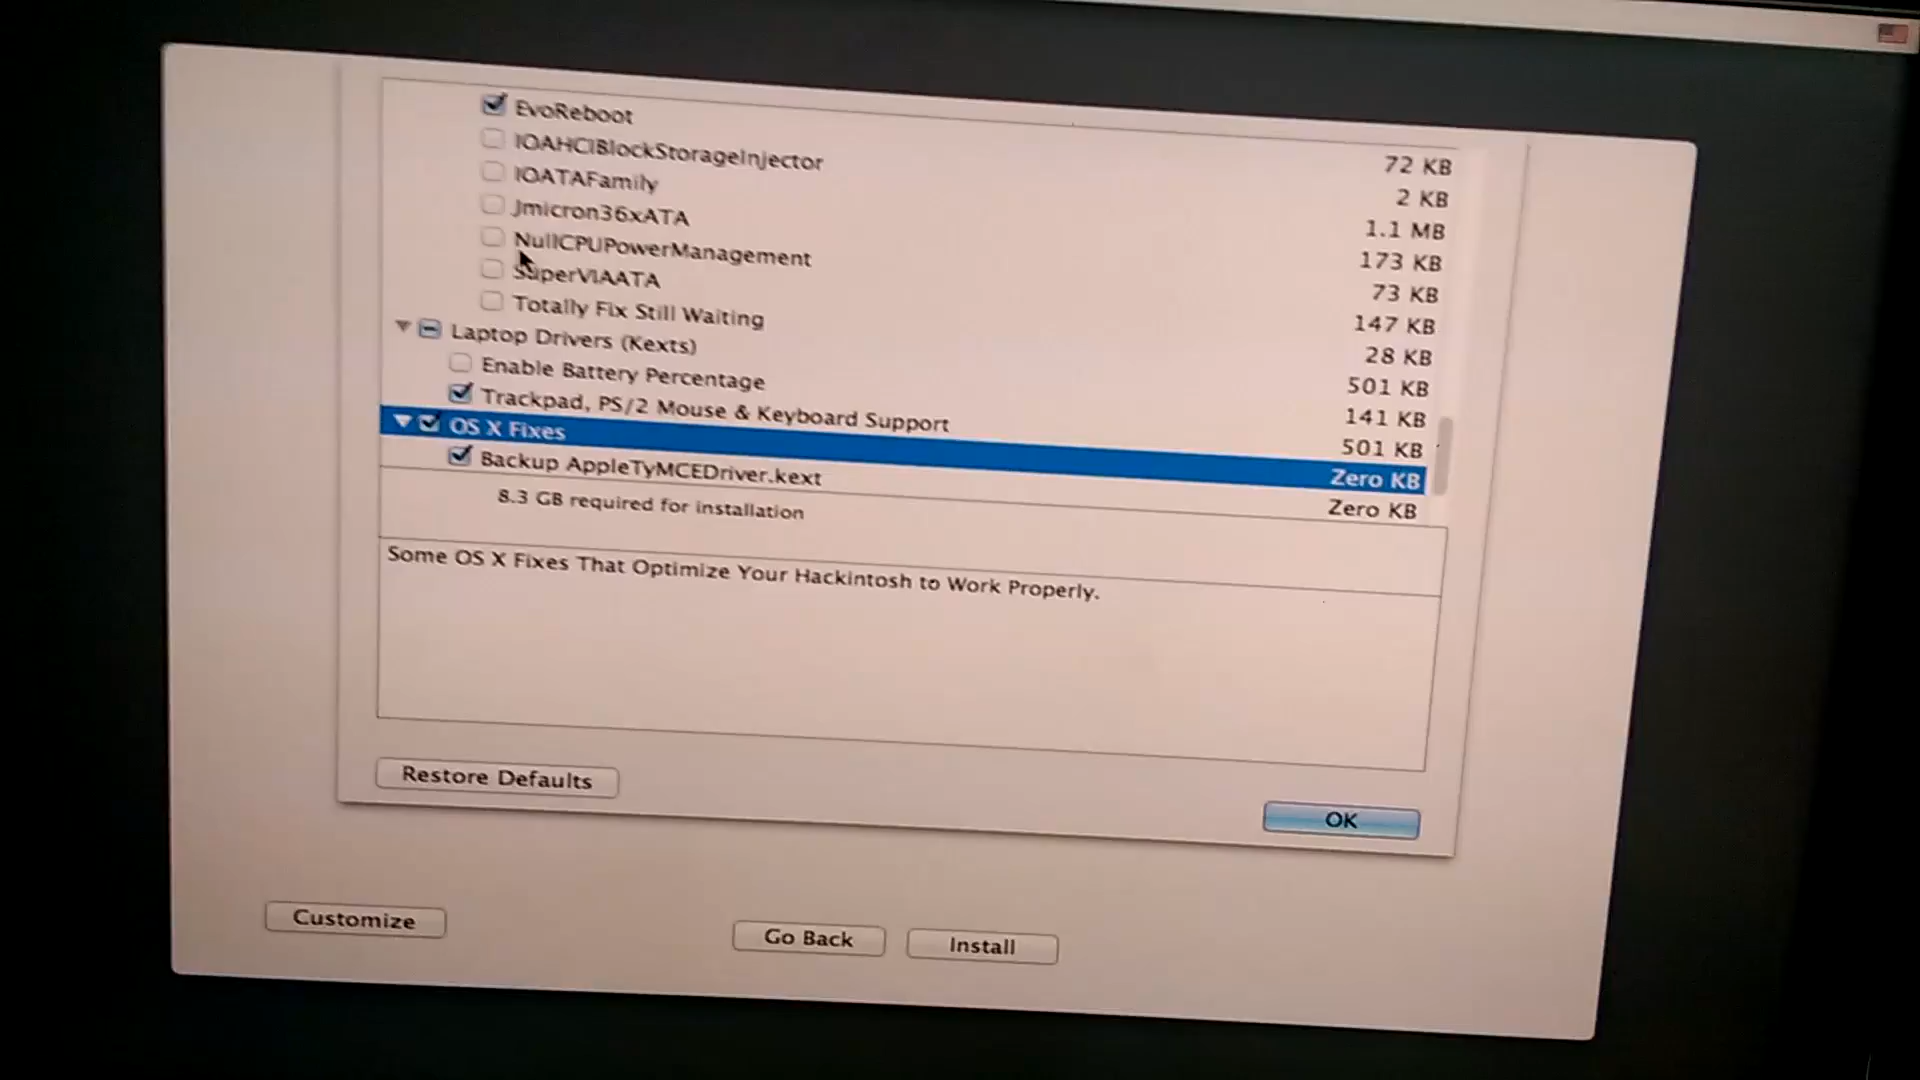 EvoReboot 72 KB
IOAHCIBlockStorageInjector 2 KB
IOATAFamily 1.1 MB
Jmicron36xATA 173 KB
NullCPUPowerManagement 73 KB
SuperVIAATA 147 KB
Totally Fix Still Waiting 28 KB
Laptop Drivers (Kexts) 501 KB
Enable Battery Percentage 141 KB
Trackpad, PS/2 Mouse & Keyboard Support 501 KB
OS X Fixes Zero KB
Backup AppleTyMCEDriver.kext Zero KB
8.3 GB required for installation
Some OS X Fixes That Optimize Your Hackintosh to Work Properly.
Restore Defaults
OK
Customize
Go Back
Install